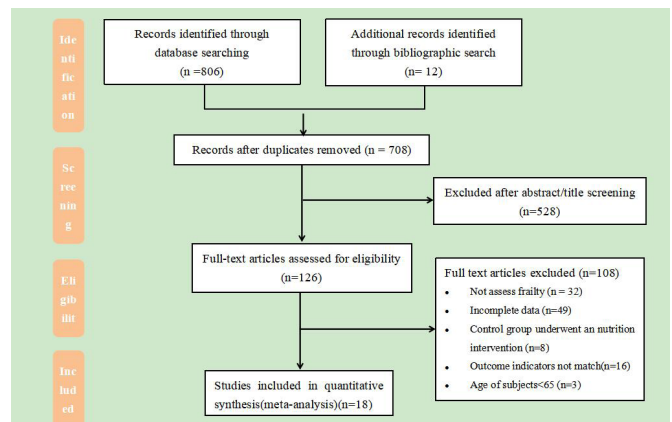 Ide
ntif
ic
ati
on
Records identified through
database searching
(n =806)
Additional records identified
through bibliographic search
(n= 12)
Records after duplicates removed (n = 708)
Sc
ree
nin
g
Excluded after abstract/title screening
(n=528)
Full-text articles assessed for eligibility
(n=126)
Eli
gib
ilit
Full text articles excluded (n=108)
• Not assess frailty (n = 32)
• Incomplete data (n=49)
• Control group underwent an nutrition
intervention (n=8)
• Outcome indicators not match(n=16)
• Age of subjects<65 (n=3)
Inc
lud
ed
Studies included in quantitative
synthesis(meta-analysis)(n=18)